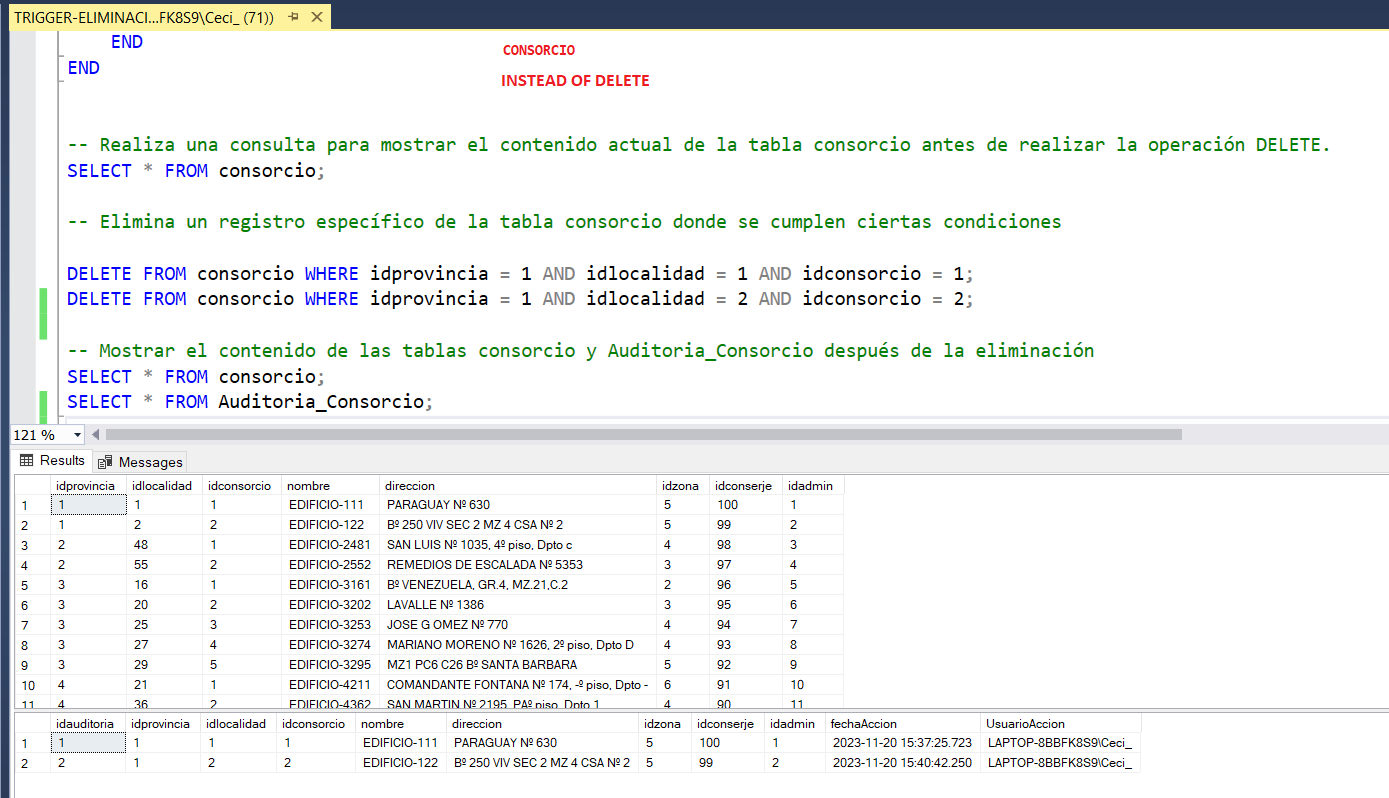 TRIGGER-ELIMINACI...FK8S9\Ceci_ (71))
END
CONSORCIO
END
INSTEAD OF DELETE
-- Realiza una consulta para mostrar el contenido actual de la tabla consorcio antes de realizar la operación DELETE.
SELECT * FROM consorcio;
-- Elimina un registro específico de la tabla consorcio donde se cumplen ciertas condiciones
DELETE FROM consorcio WHERE idprovincia = 1 AND idlocalidad = 1 AND idconsorcio = 1;
DELETE FROM consorcio WHERE idprovincia = 1 AND idlocalidad = 2 AND idconsorcio = 2;
-- Mostrar el contenido de las tablas consorcio y Auditoria_Consorcio después de la eliminación
SELECT * FROM consorcio;
SELECT * FROM Auditoria_Consorcio;
121 %
Results Messages
idprovincia idlocalidad idconsorcio nombre direccion idzona idconserje idadmin
1 1 1 1 EDIFICIO-111 PARAGUAY Nº 630 5 100 1
2 1 2 2 EDIFICIO-122 Bº 250 VIV SEC 2 MZ 4 CSA Nº 2 5 99 2
3 2 48 1 EDIFICIO-2481 SAN LUIS Nº 1035, 4º piso, Dpto c 4 98 3
4 2 55 2 EDIFICIO-2552 REMEDIOS DE ESCALADA Nº 5353 3 97 4
5 3 16 1 EDIFICIO-3161 Bº VENEZUELA, GR.4, MZ.21,C.2 2 96 5
6 3 20 2 EDIFICIO-3202 LAVALLE Nº 1386 3 95 6
7 3 25 3 EDIFICIO-3253 JOSE G OMEZ Nº 770 4 94 7
8 3 27 4 EDIFICIO-3274 MARIANO MORENO Nº 1626, 2º piso, Dpto D 4 93 8
9 3 29 5 EDIFICIO-3295 MZ1 PC6 C26 Bº SANTA BARBARA 5 92 9
10 4 21 1 EDIFICIO-4211 COMANDANTE FONTANA Nº 174, -º piso, Dpto - 6 91 10
11 4 36 2 EDIFICIO-4362 SAN MARTIN Nº 2195, PAº piso, Dpto 1 4 90 11
idauditoria idprovincia idlocalidad idconsorcio nombre direccion idzona idconserje idadmin fechaAccion UsuarioAccion
1 1 1 1 1 EDIFICIO-111 PARAGUAY Nº 630 5 100 1 2023-11-20 15:37:25.723 LAPTOP-8BBFK8S9\Ceci_
2 2 1 2 2 EDIFICIO-122 Bº 250 VIV SEC 2 MZ 4 CSA Nº 2 5 99 2 2023-11-20 15:40:42.250 LAPTOP-8BBFK8S9\Ceci_